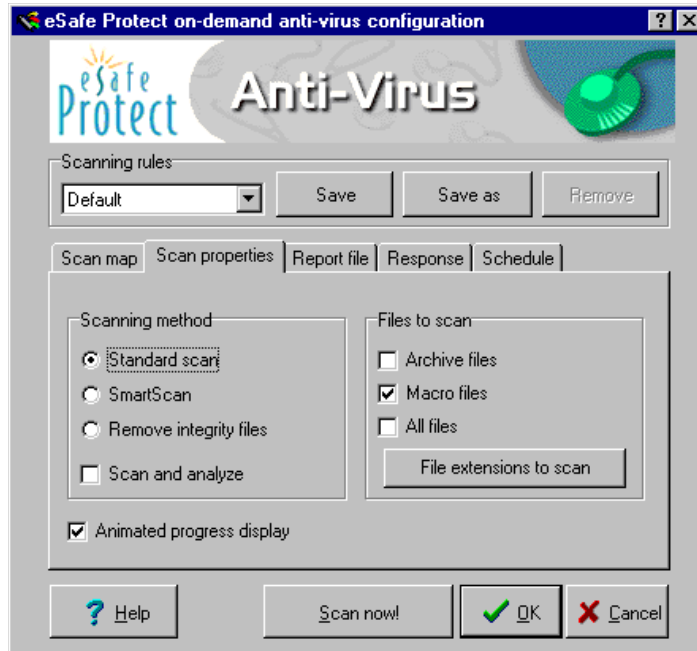 eSafe Protect on-demand anti-virus configuration
eSafe
Protect
Anti-Virus
Scanning rules
Default Save Save as Remove
Scan map Scan properties Report file Response Schedule
Scanning method
Standard scan
SmartScan
Remove integrity files
Scan and analyze
Files to scan
Archive files
Macro files
All files
File extensions to scan
Animated progress display
? Help Scan now! OK Cancel